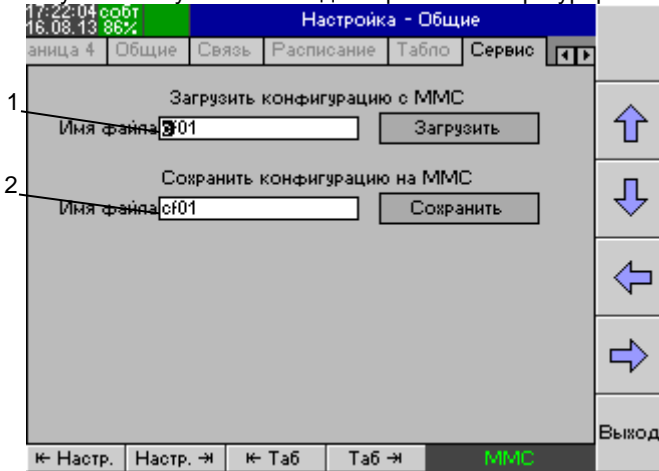 17:22:04 собт
16.08.13 86%
Настройка - Общие
аница 4 Общие Связь Расписание Табло Сервис
Загрузить конфигурацию с MMC
1
Имя файла cf01 Загрузить
Сохранить конфигурацию на MMC
2
Имя файла cf01 Сохранить
Выход
Настр. Настр. Таб Таб MMC